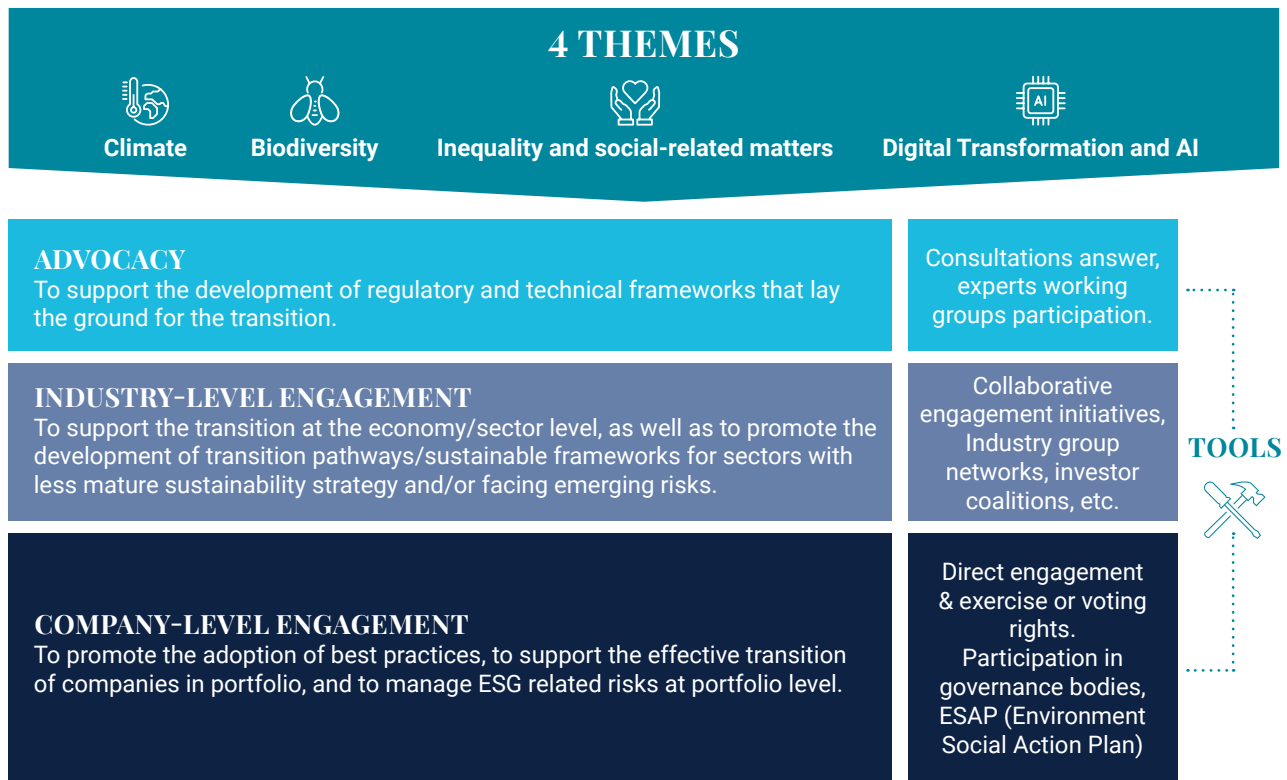 4 THEMES
Climate
Biodiversity
Inequality and social-related matters
AI
Digital Transformation and AI
ADVOCACY
To support the development of regulatory and technical frameworks that lay
the ground for the transition.
Consultations answer,
experts working
groups participation.
INDUSTRY-LEVEL ENGAGEMENT
To support the transition at the economy/sector level, as well as to promote the
development of transition pathways/sustainable frameworks for sectors with
less mature sustainability strategy and/or facing emerging risks.
Collaborative
engagement initiatives,
Industry group
networks, investor
coalitions, etc.
TOOLS
COMPANY-LEVEL ENGAGEMENT
To promote the adoption of best practices, to support the effective transition
of companies in portfolio, and to manage ESG related risks at portfolio level.
Direct engagement
& exercise or voting
rights.
Participation in
governance bodies,
ESAP (Environment
Social Action Plan)